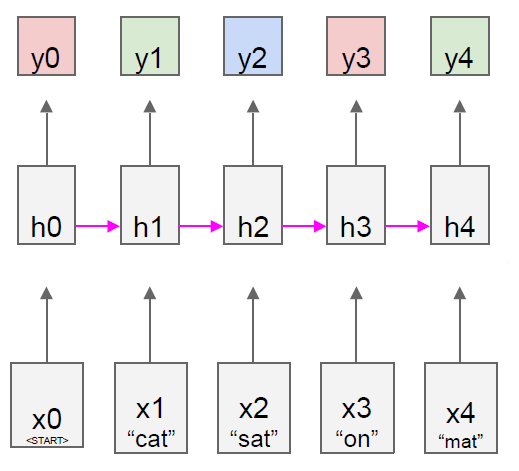 y0 y1 y2 y3 y4
h0 h1 h2 h3 h4
x0 x1 x2 x3 x4
<START> “cat” “sat” “on” “mat”